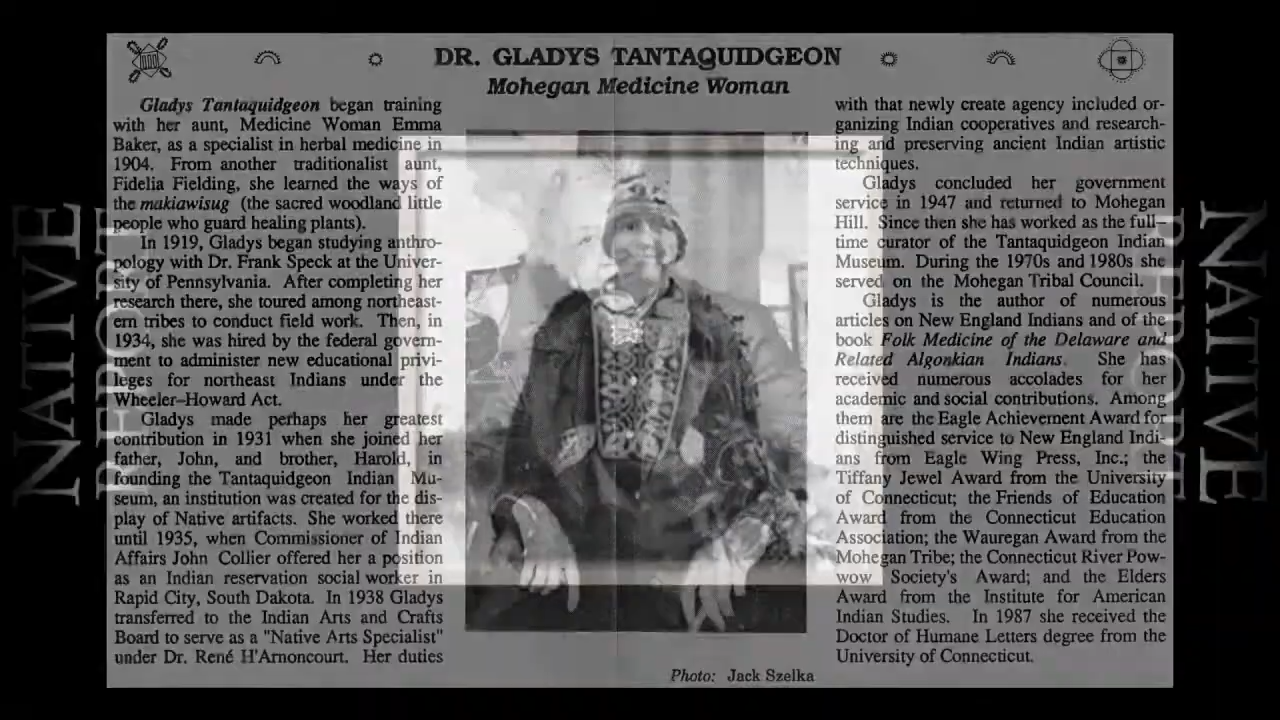 DR. GLADYS TANTAQUIDGEON
Mohegan Medicine Woman
Gladys Tantaquidgeon began training
with her aunt, Medicine Woman Emma
Baker, as a specialist in herbal medicine in
1904. From another traditionalist aunt,
Fidelia Fielding, she learned the ways of
the makiawisug (the sacred woodland little
people who guard healing plants).
In 1919, Gladys began studying anthro-
pology with Dr. Frank Speck at the Univer-
sity of Pennsylvania. After completing her
research there, she toured among northeast-
ern tribes to conduct field work. Then, in
1934, she was hired by the federal govern-
ment to administer new educational privi-
leges for northeast Indians under the
Wheeler–Howard Act.
Gladys made perhaps her greatest
contribution in 1931 when she joined her
father, John, and brother, Harold, in
founding the Tantaquidgeon Indian Mu-
seum, an institution was created for the dis-
play of Native artifacts. She worked there
until 1935, when Commissioner of Indian
Affairs John Collier offered her a position
as an Indian reservation social worker in
Rapid City, South Dakota. In 1938 Gladys
transferred to the Indian Arts and Crafts
Board to serve as a "Native Arts Specialist"
under Dr. René H'Arnoncourt. Her duties
with that newly create agency included or-
ganizing Indian cooperatives and research-
ing and preserving ancient Indian artistic
techniques.
Gladys concluded her government
service in 1947 and returned to Mohegan
Hill. Since then she has worked as the full–
time curator of the Tantaquidgeon Indian
Museum. During the 1970s and 1980s she
served on the Mohegan Tribal Council.
Gladys is the author of numerous
articles on New England Indians and of the
book Folk Medicine of the Delaware and
Related Algonkian Indians. She has
received numerous accolades for her
academic and social contributions. Among
them are the Eagle Achievement Award for
distinguished service to New England Indi-
ans from Eagle Wing Press, Inc.; the
Tiffany Jewel Award from the University
of Connecticut; the Friends of Education
Award from the Connecticut Education
Association; the Wauregan Award from the
Mohegan Tribe; the Connecticut River Pow-
wow Society's Award; and the Elders
Award from the Institute for American
Indian Studies. In 1987 she received the
Doctor of Humane Letters degree from the
University of Connecticut.
Photo: Jack Szelka
NATIVE
REPORT
NATIVE
REPORT